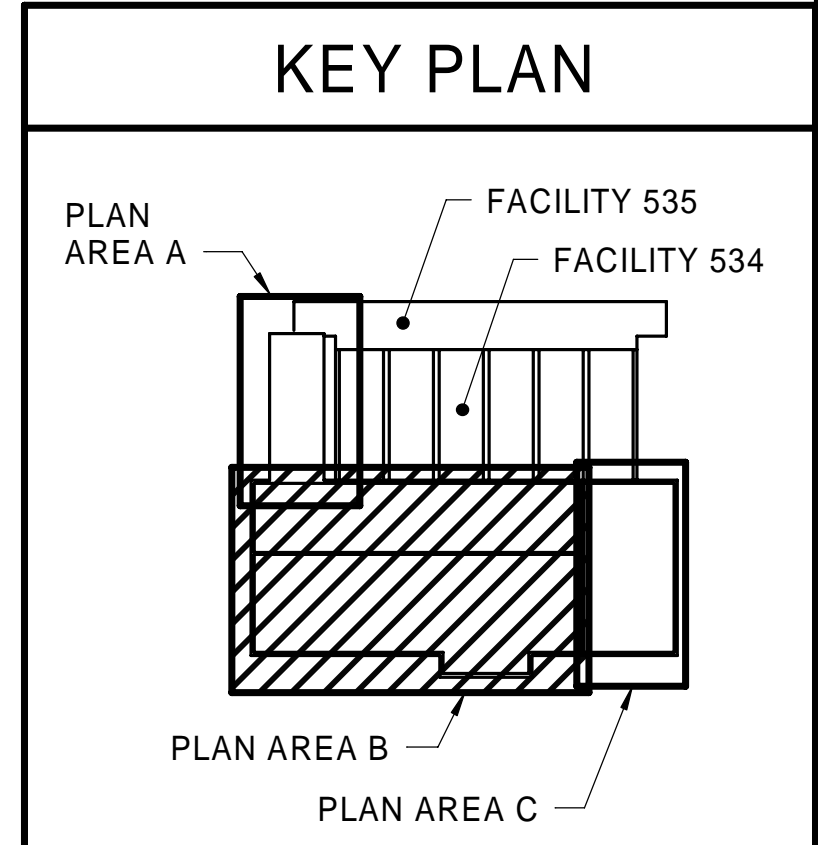 KEY PLAN
PLAN
AREA A
FACILITY 535
FACILITY 534
PLAN AREA B
PLAN AREA C